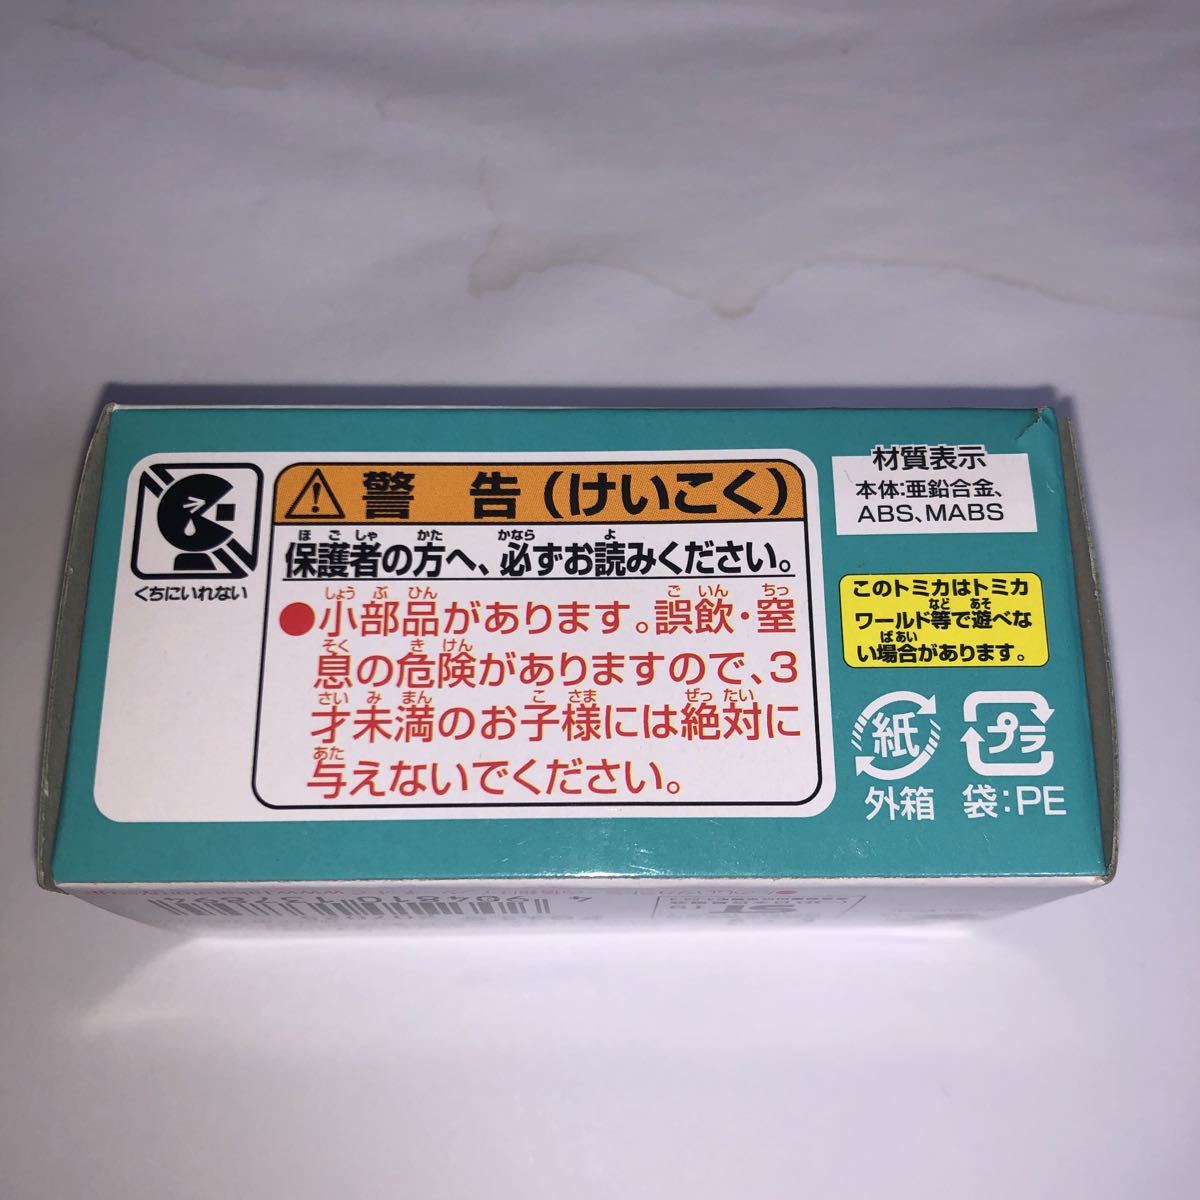 くちにいれない
警 告(けいこく)
ほごしゃ かた かなら よ
保護者の方へ、必ずお読みください。
しょうぶひん ごいん ちっ
●小部品があります。誤飲・窒
そく きけん
息の危険がありますので、3
さいみまん こさま ぜったい
才未満のお子様には絶対に
あた
与えないでください。
材質表示
本体:亜鉛合金、
ABS、MABS
このトミカはトミカ
など あそ
ワールド等で遊べな
ばあい
い場合があります。
紙
外箱
プラ
袋:PE